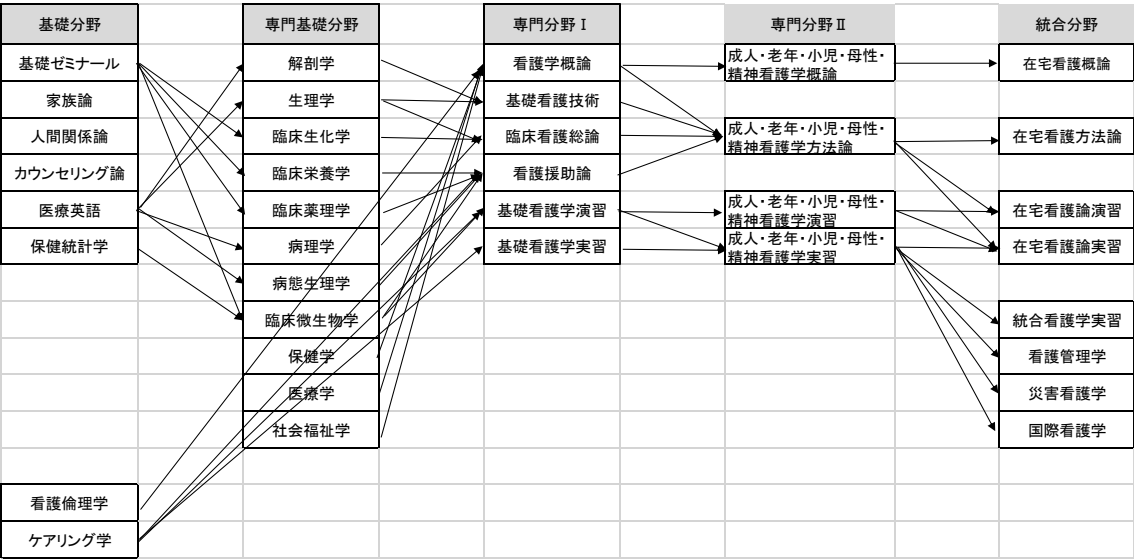 基礎分野
専門基礎分野
専門分野Ⅰ
専門分野Ⅱ
統合分野
基礎ゼミナール
解剖学
看護学概論
成人・老年・小児・母性・
精神看護学概論
在宅看護概論
家族論
生理学
基礎看護技術
人間関係論
臨床生化学
臨床看護総論
成人・老年・小児・母性・
精神看護学方法論
在宅看護方法論
カウンセリング論
臨床栄養学
看護援助論
医療英語
臨床薬理学
基礎看護学演習
成人・老年・小児・母性・
精神看護学演習
在宅看護論演習
保健統計学
病理学
基礎看護学実習
成人・老年・小児・母性・
精神看護学実習
在宅看護論実習
病態生理学
臨床微生物学
統合看護学実習
保健学
看護管理学
医療学
災害看護学
社会福祉学
国際看護学
看護倫理学
ケアリング学